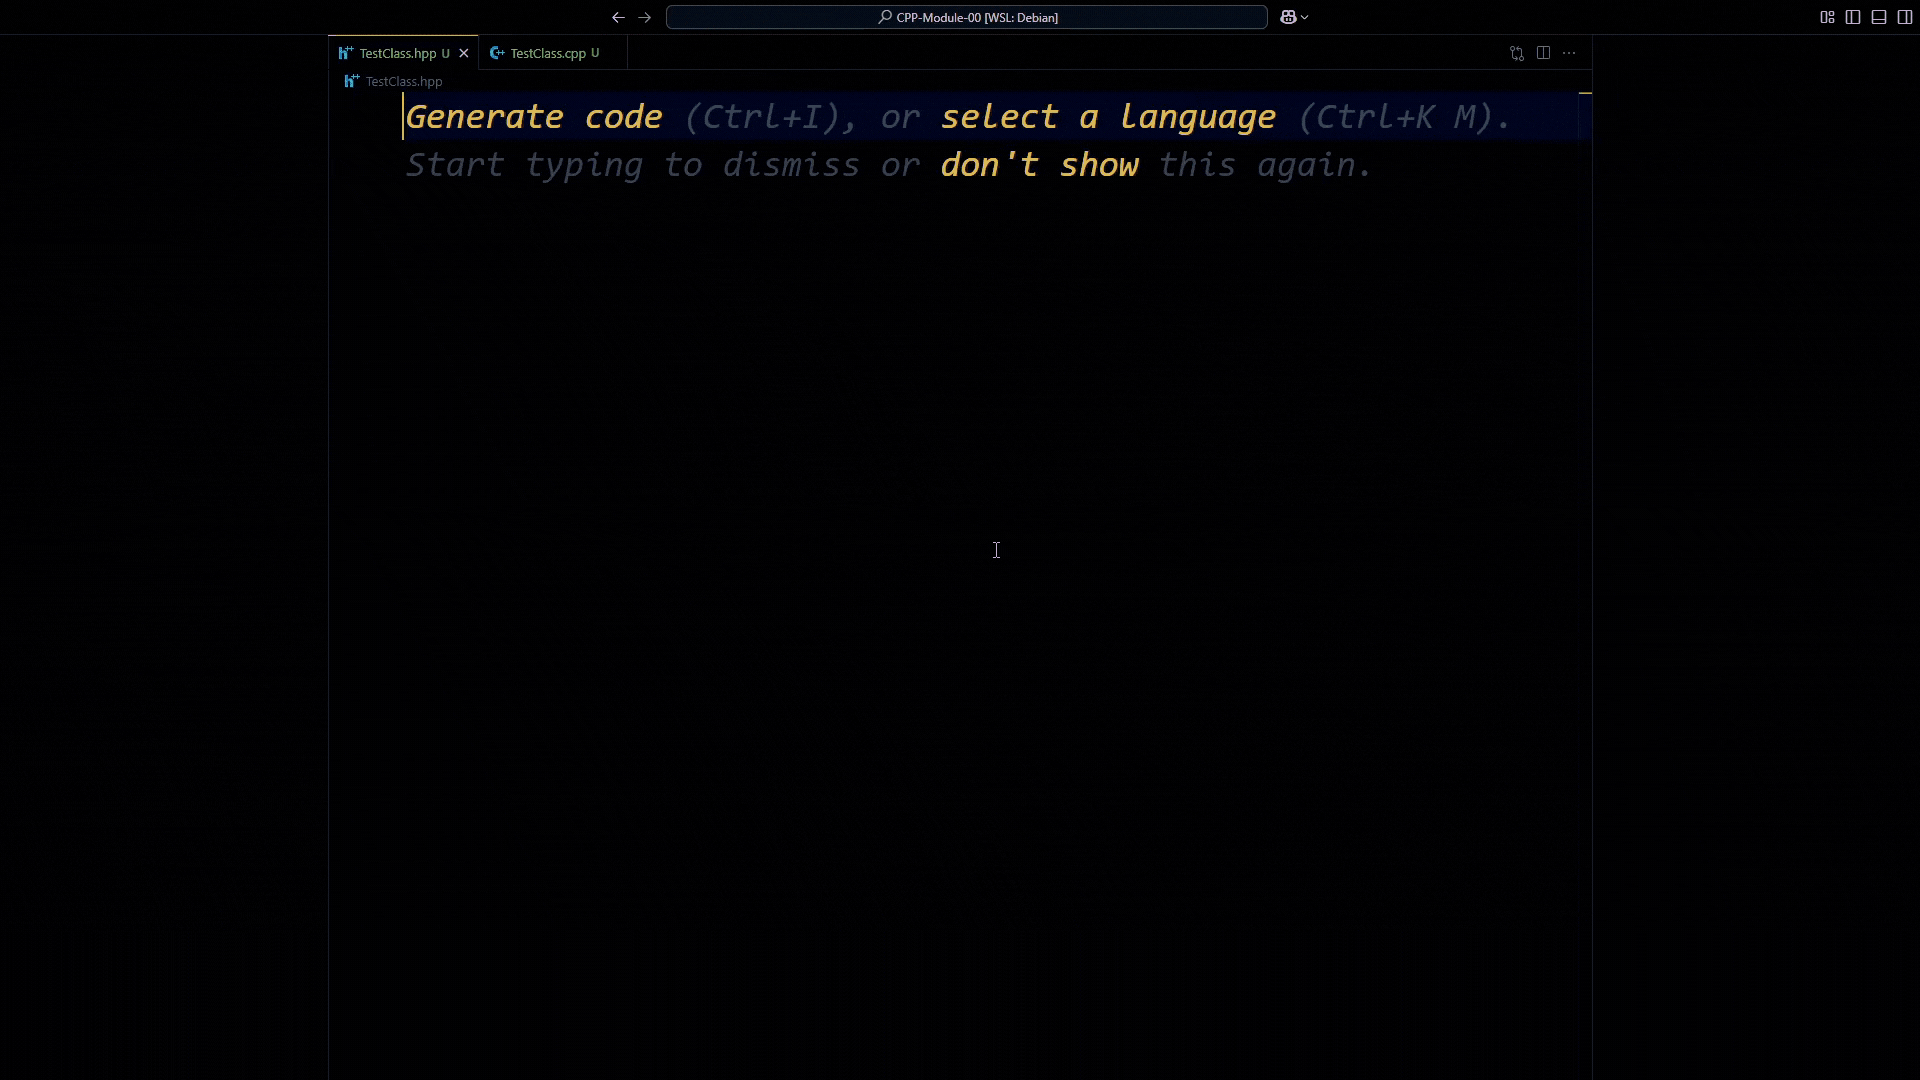 CPP-Module-00 [WSL: Debian]
TestClass.hpp U
TestClass.cpp U
TestClass.hpp
Generate code (Ctrl+I), or select a language (Ctrl+K M).
Start typing to dismiss or don't show this again.